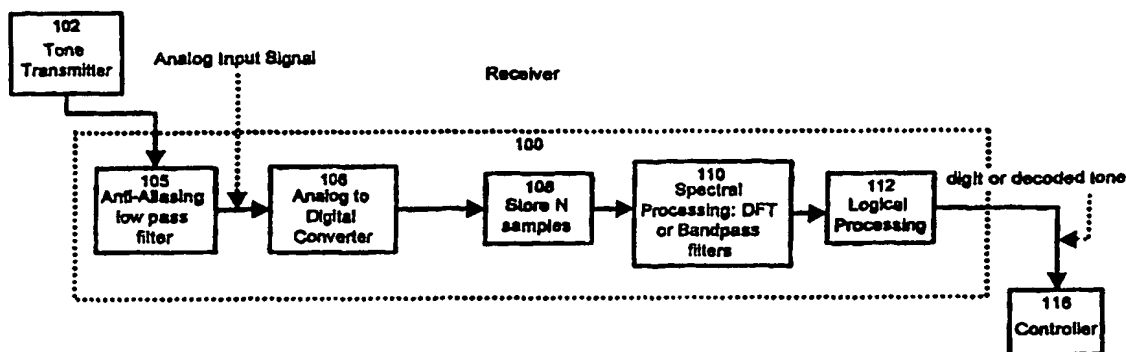 102
Tone
Transmitter
Analog Input Signal
Receiver
100
105
Anti-Aliasing
low pass
filter
106
Analog to
Digital
Converter
108
Store N
samples
110
Spectral
Processing: DFT
or Bandpass
filters
112
Logical
Processing
digit or decoded tone
116
Controller